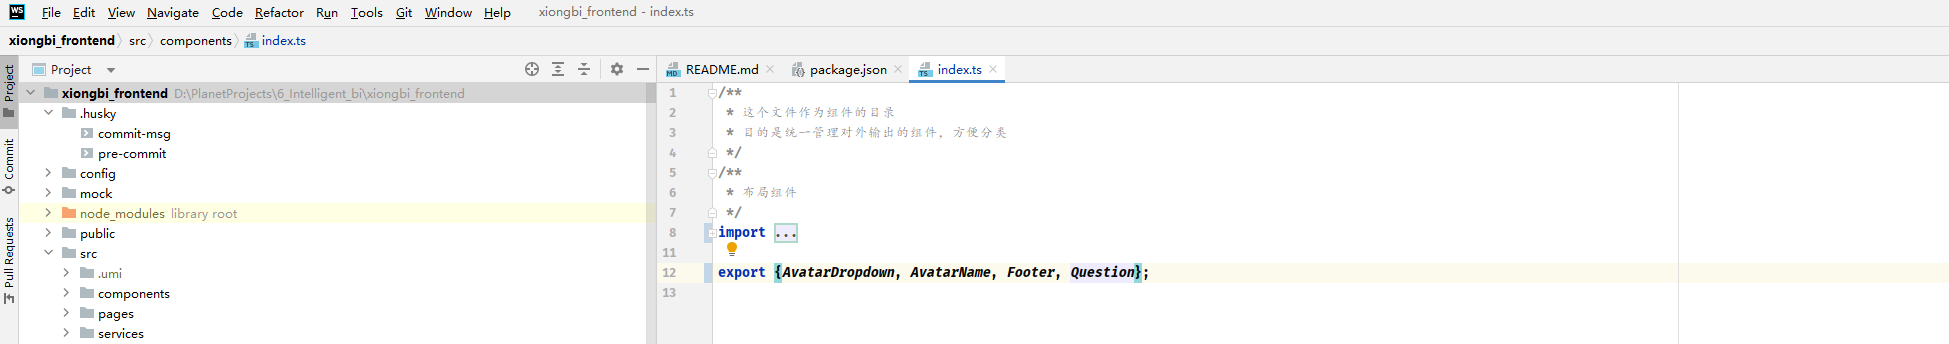 WS File Edit View Navigate Code Refactor Run Tools Git Window Help xiongbi_frontend - index.ts
xiongbi_frontend src components index.ts
Project
README.md package.json index.ts
Project
Commit
Pull Requests
xiongbi_frontend D:\PlanetProjects\6_Intelligent_bi\xiongbi_frontend
.husky
commit-msg
pre-commit
config
mock
node_modules library root
public
src
.umi
components
pages
services
1 /**
2 * 这个文件作为组件的目录
3 * 目的是统一管理对外输出的组件，方便分类
4 */
5 /**
6 * 布局组件
7 */
8 import ...
11
12 export {AvatarDropdown, AvatarName, Footer, Question};
13